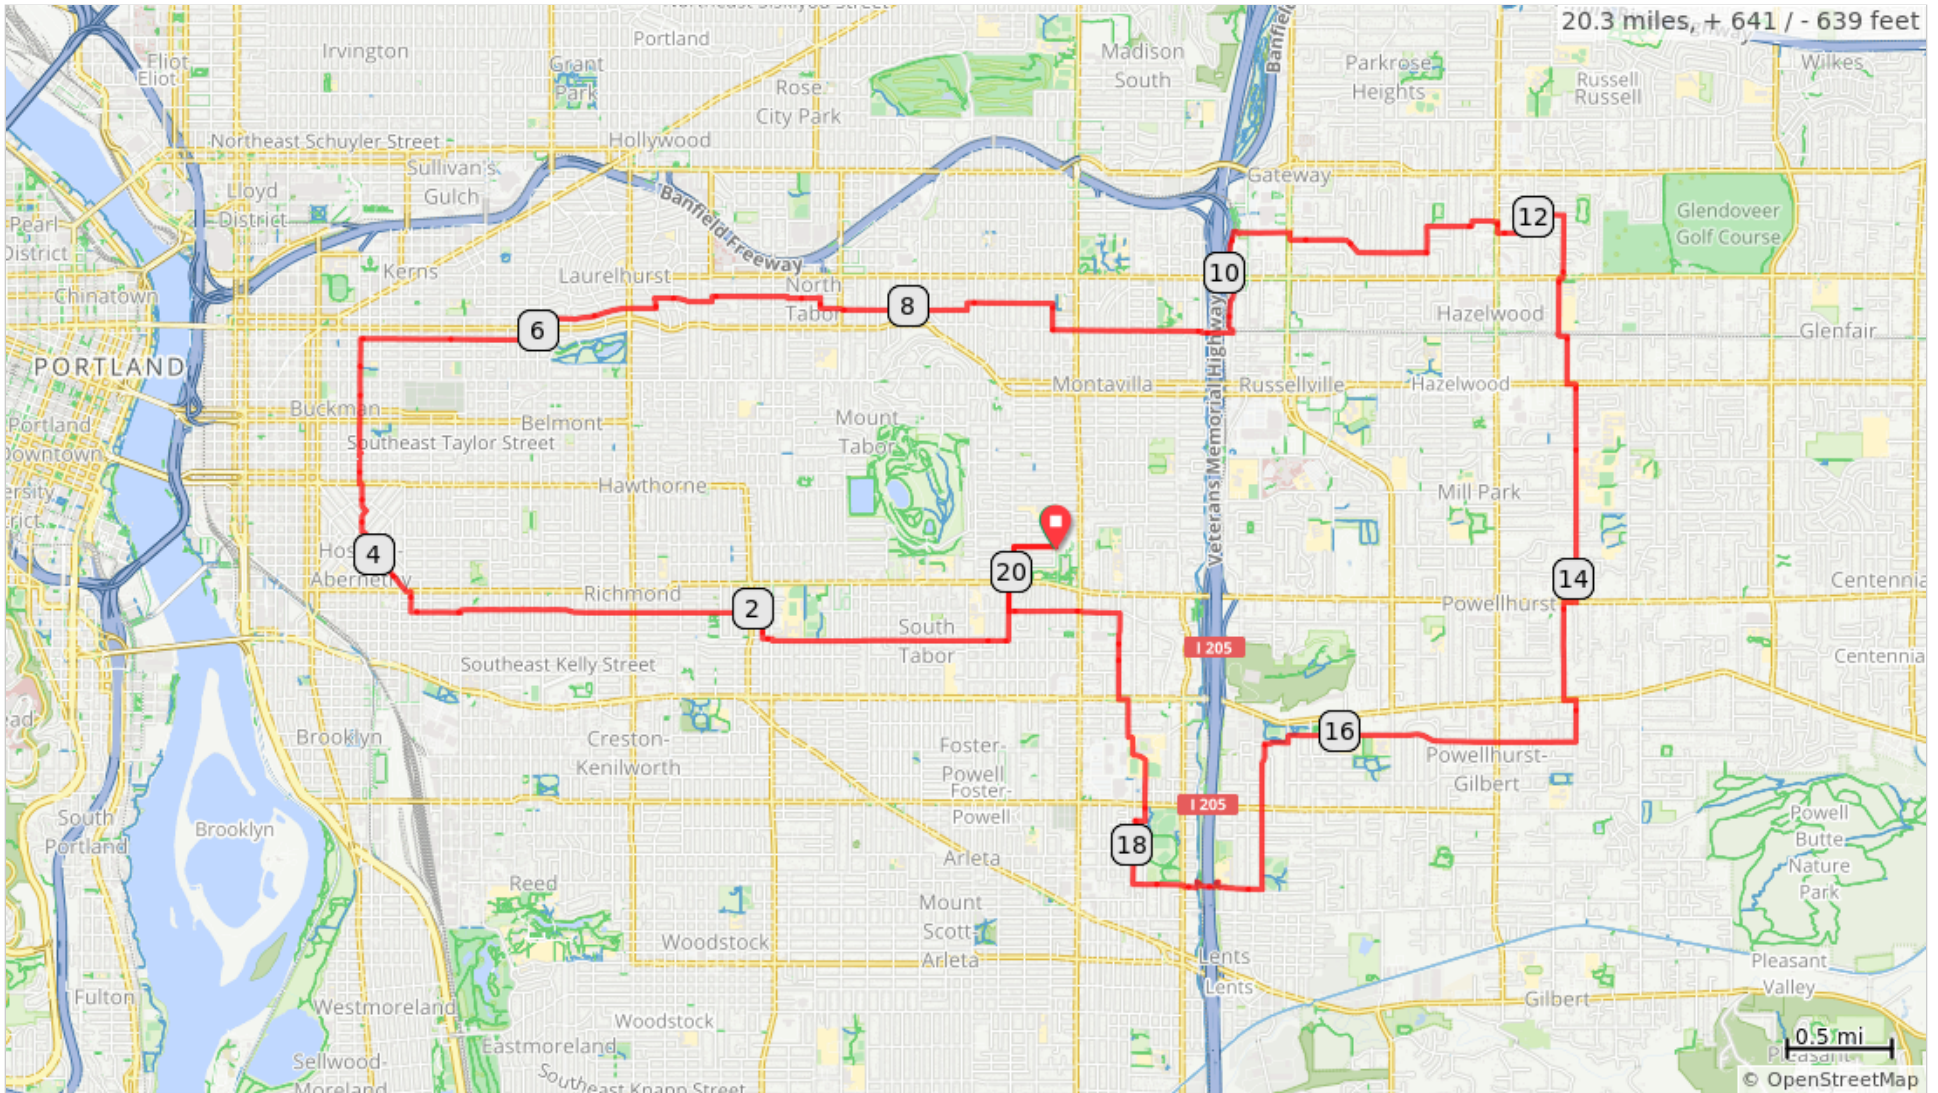 20.3 miles, + 641 / - 639 feet
Irvington
Portland
Madison
South
Parkrose
Heights
Russell
Russell
Wilkes
Eliot
Eliot
Grant
Park
Rose
City Park
Banfield
Northeast Schuyler Street
Hollywood
Sullivan's
Gulch
Gateway
Lloyd
District
Pearl
District
Banfield Freeway
12
Glendoveer
Golf Course
Kerns
Laurelhurst
North
Tabor
10
Chinatown
8
6
Hazelwood
Glenfair
PORTLAND
Veterans Memorial Highway
Montavilla
Russellville
Hazelwood
Buckman
Belmont
Mount
Tabor
Portland
Downtown
Southeast Taylor Street
Hawthorne
Mill Park
4
Abernethy
20
14
Richmond
2
Powellhurst
South
Tabor
I 205
Southeast Kelly Street
Brooklyn
16
Creston-
Kenilworth
Foster-
Powell
Foster-
Powell
Powellhurst-
Gilbert
I 205
South
Portland
Brooklyn
18
Arleta
Powell
Butte
Nature
Park
Reed
Mount
Scott-
Arleta
Woodstock
Lents
Lents
Pleasant
Valley
Fulton
Westmoreland
Woodstock
Gilbert
Eastmoreland
0.5 mi
Sellwood-
Moreland
Southeast Knapp Street
© OpenStreetMap